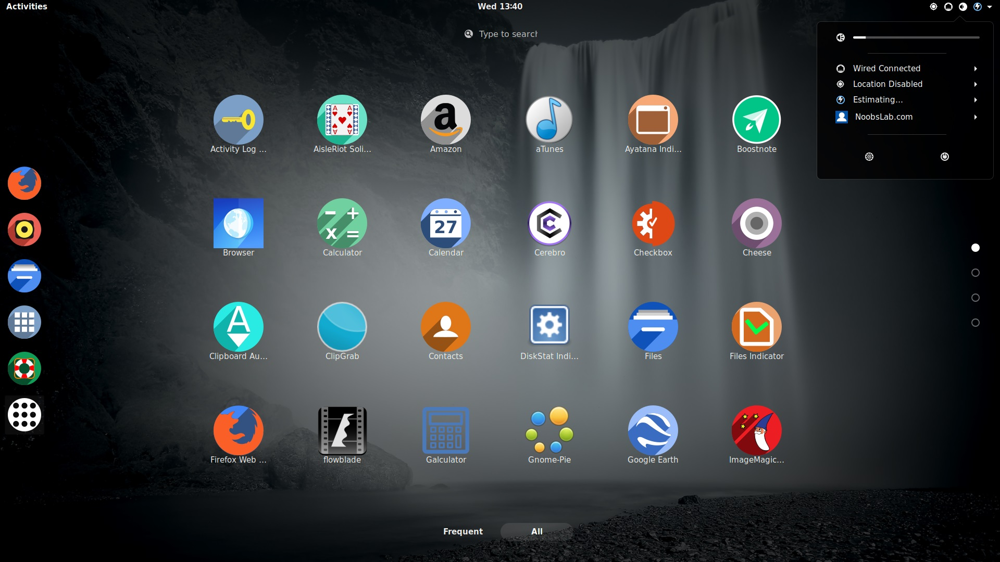 Activities
Wed 13:40
Type to search
Wired Connected
Location Disabled
Estimating...
NoobsLab.com
Activity Log ...
AisleRiot Soli...
Amazon
aTunes
Ayatana Indi...
Boostnote
Browser
Calculator
27
Calendar
Cerebro
Checkbox
Cheese
Clipboard Au...
ClipGrab
Contacts
DiskStat Indi...
Files
Files Indicator
Firefox Web ...
flowblade
Galculator
Gnome-Pie
Google Earth
ImageMagic...
Frequent
All